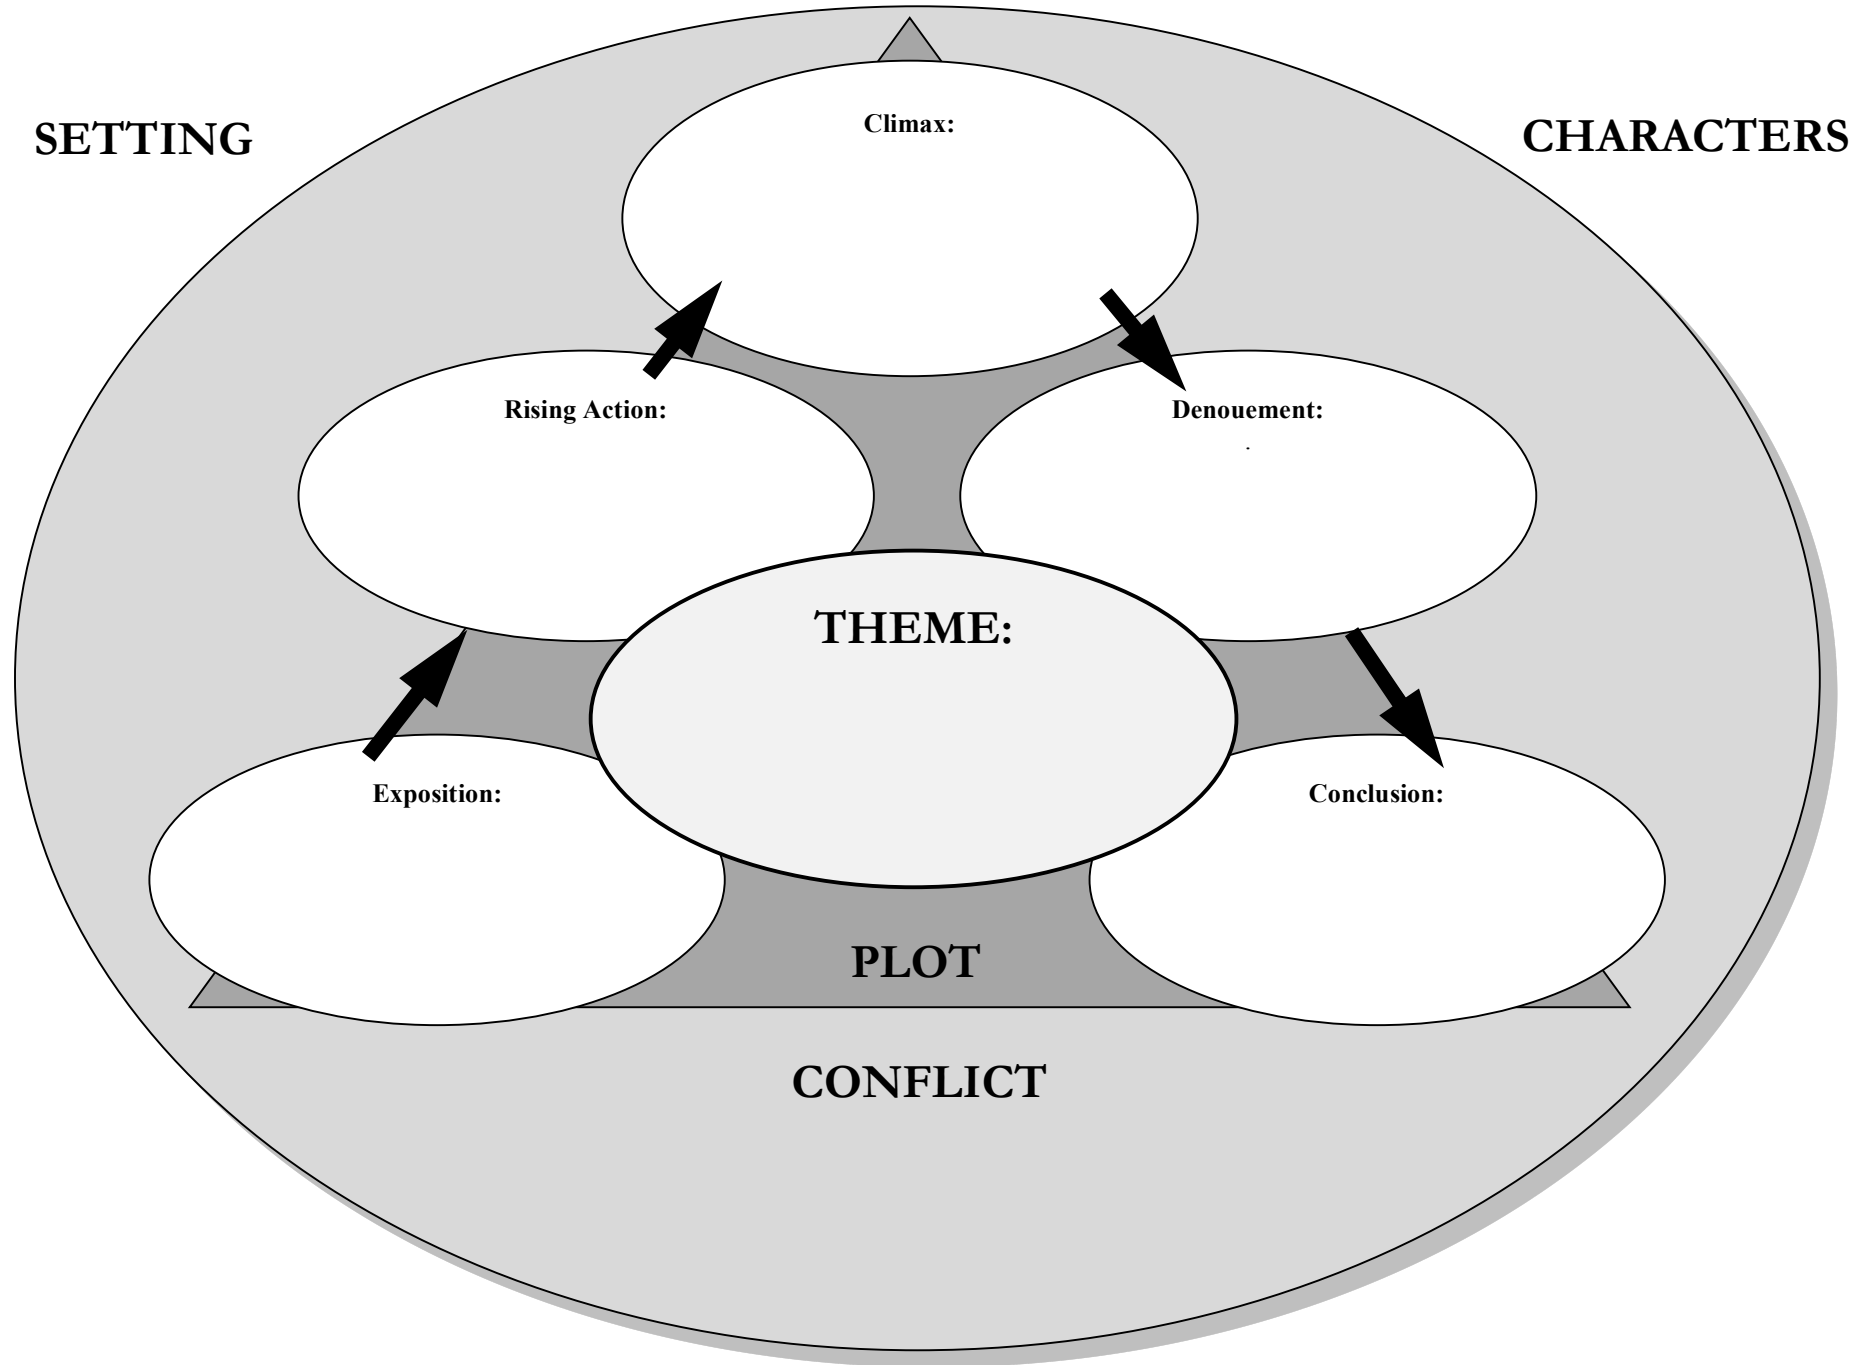 SETTING
CHARACTERS
Climax:
Rising Action:
Denouement:
.
THEME:
Exposition:
Conclusion:
PLOT
CONFLICT